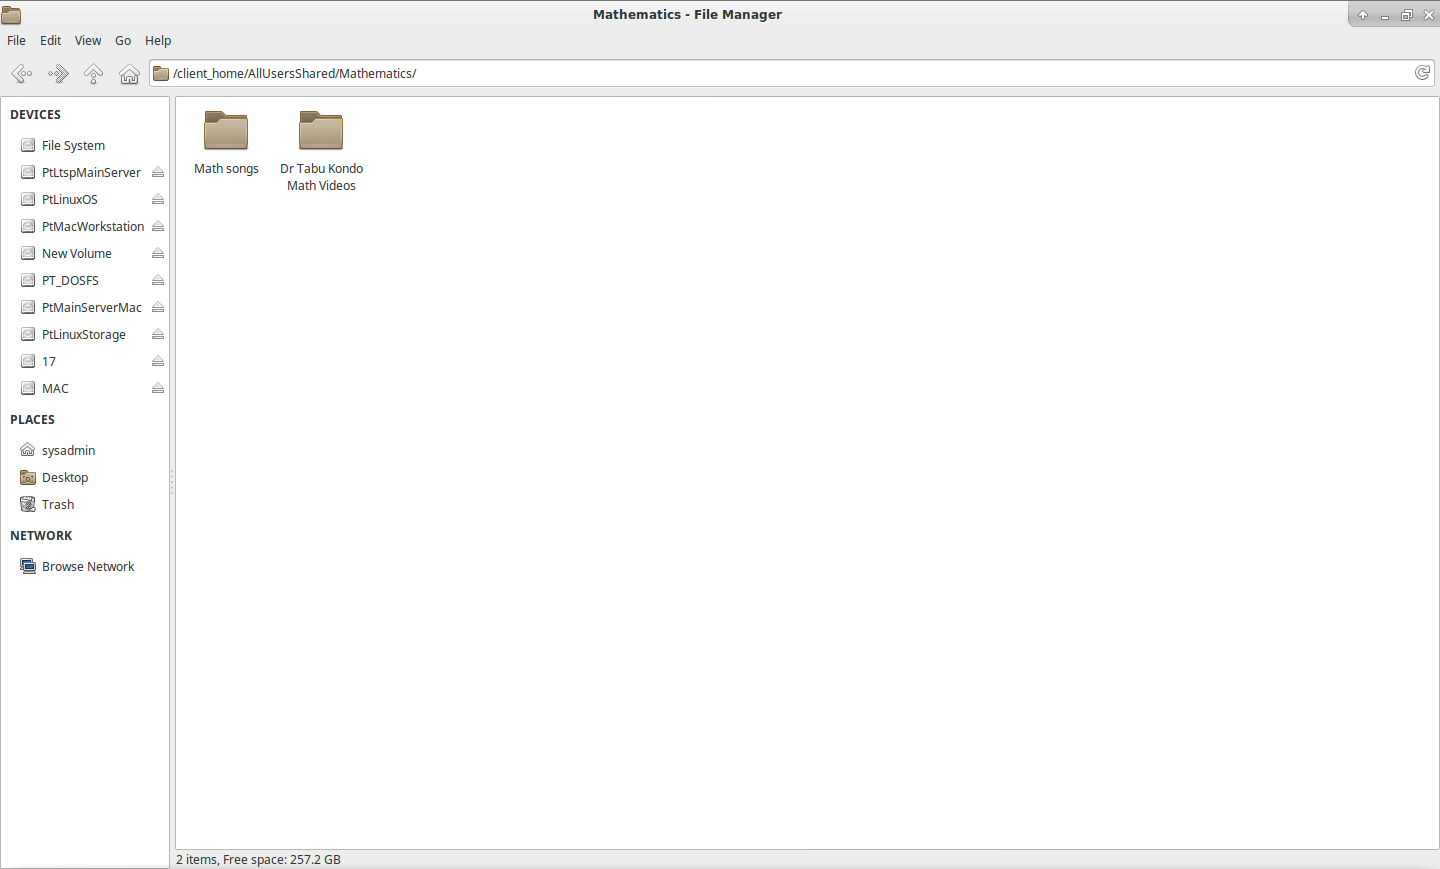 Mathematics - File Manager
File Edit View Go Help
/client_home/AllUsersShared/Mathematics/
DEVICES
File System
PtLtspMainServer
PtLinuxOS
PtMacWorkstation
New Volume
PT_DOSFS
PtMainServerMac
PtLinuxStorage
17
MAC
PLACES
sysadmin
Desktop
Trash
NETWORK
Browse Network
Math songs
Dr Tabu Kondo
Math Videos
2 items, Free space: 257.2 GB